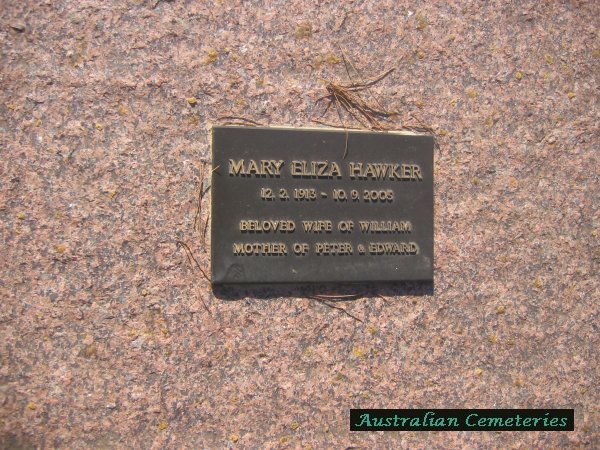 MARY ELIZA HAWKER
12. 2. 1913 - 10. 9. 2005
BELOVED WIFE OF WILLIAM
MOTHER OF PETER & EDWARD
Australian Cemeteries